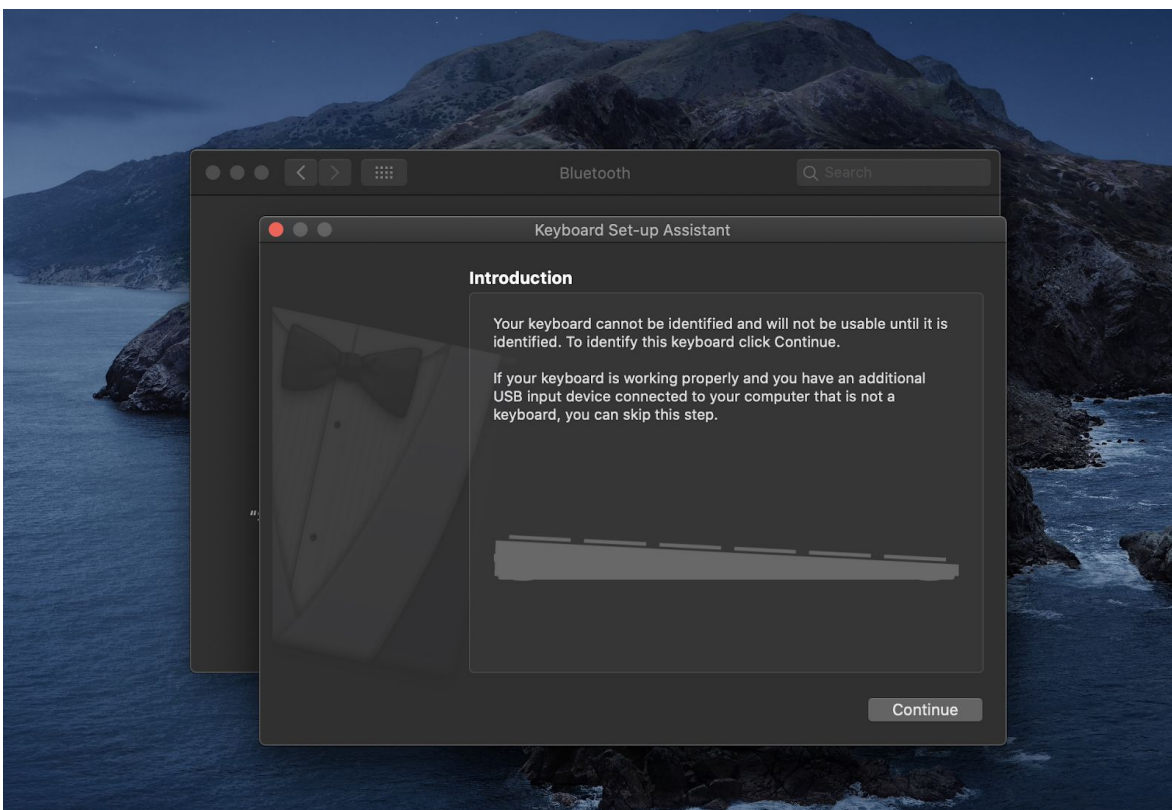 Bluetooth
Search
Keyboard Set-up Assistant
Introduction
Your keyboard cannot be identified and will not be usable until it is
identified. To identify this keyboard click Continue.
If your keyboard is working properly and you have an additional
USB input device connected to your computer that is not a
keyboard, you can skip this step.
Continue